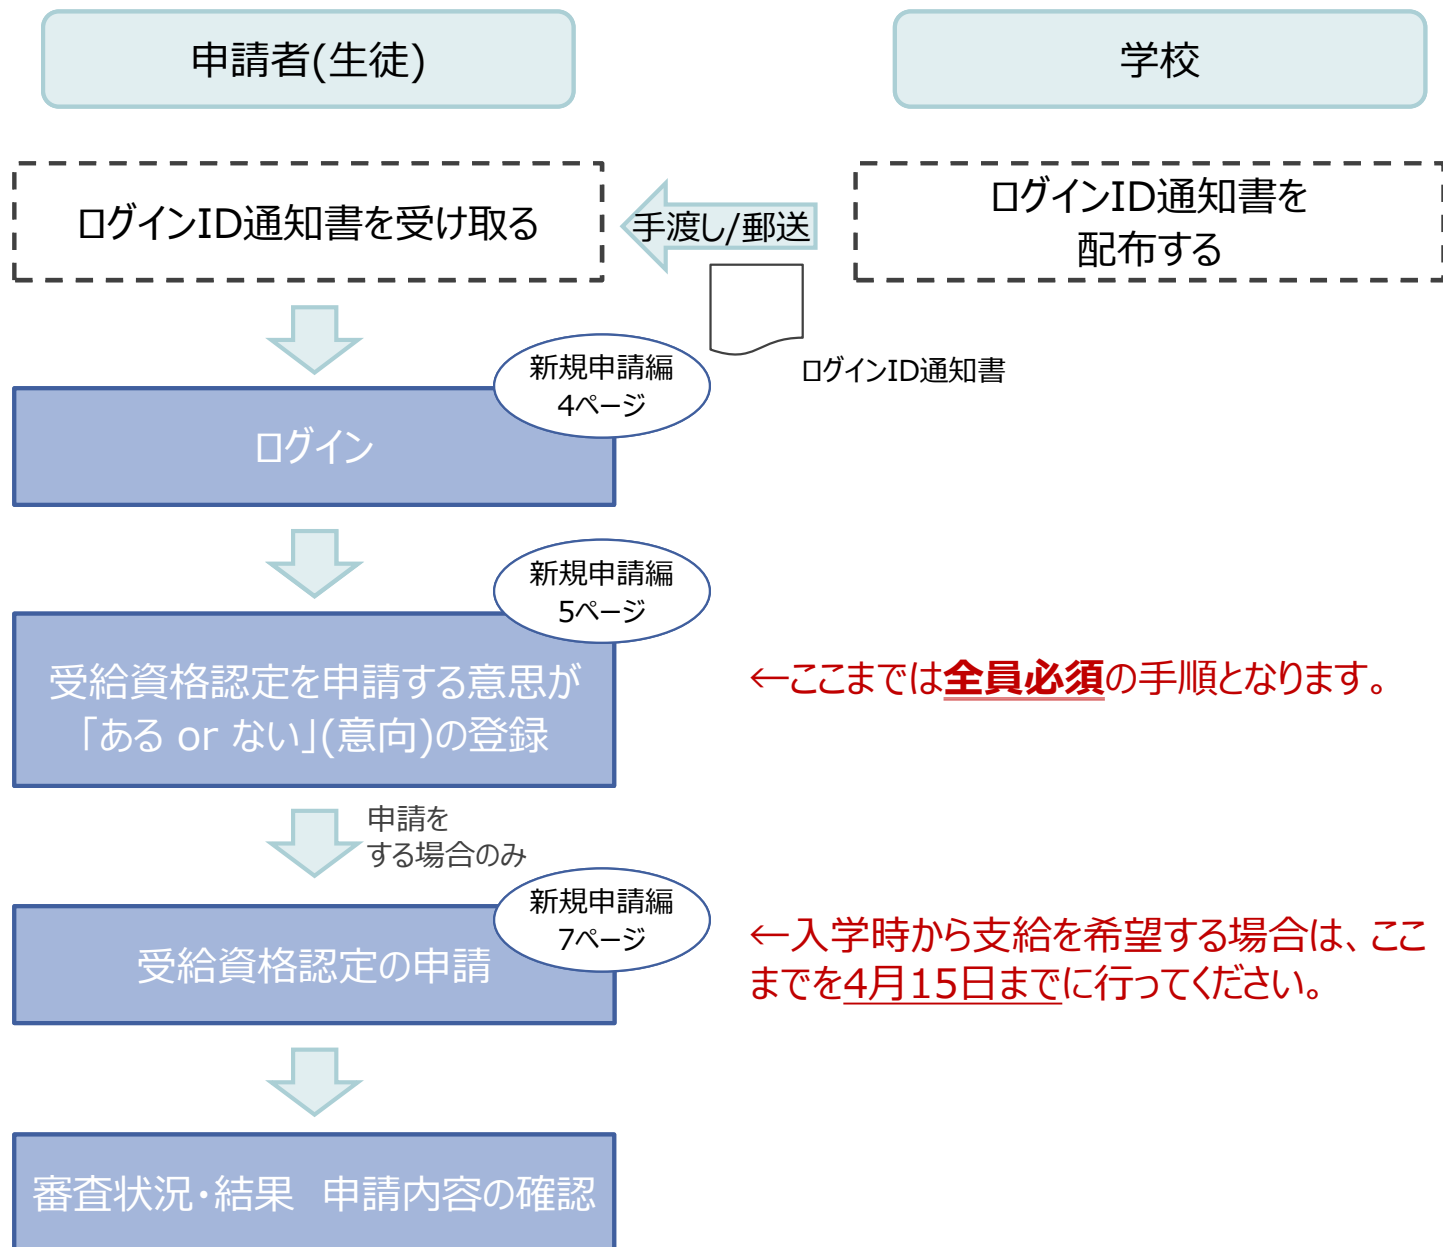 申請者(生徒)
学校
ログインID通知書を受け取る
手渡し/郵送
ログインID通知書を
配布する
ログインID通知書
新規申請編
4ページ
ログイン
新規申請編
5ページ
受給資格認定を申請する意思が
「ある or ない」(意向)の登録
←ここまでは全員必須の手順となります。
申請を
する場合のみ
新規申請編
7ページ
受給資格認定の申請
←入学時から支給を希望する場合は、ここ
までを4月15日までに行ってください。
審査状況・結果　申請内容の確認